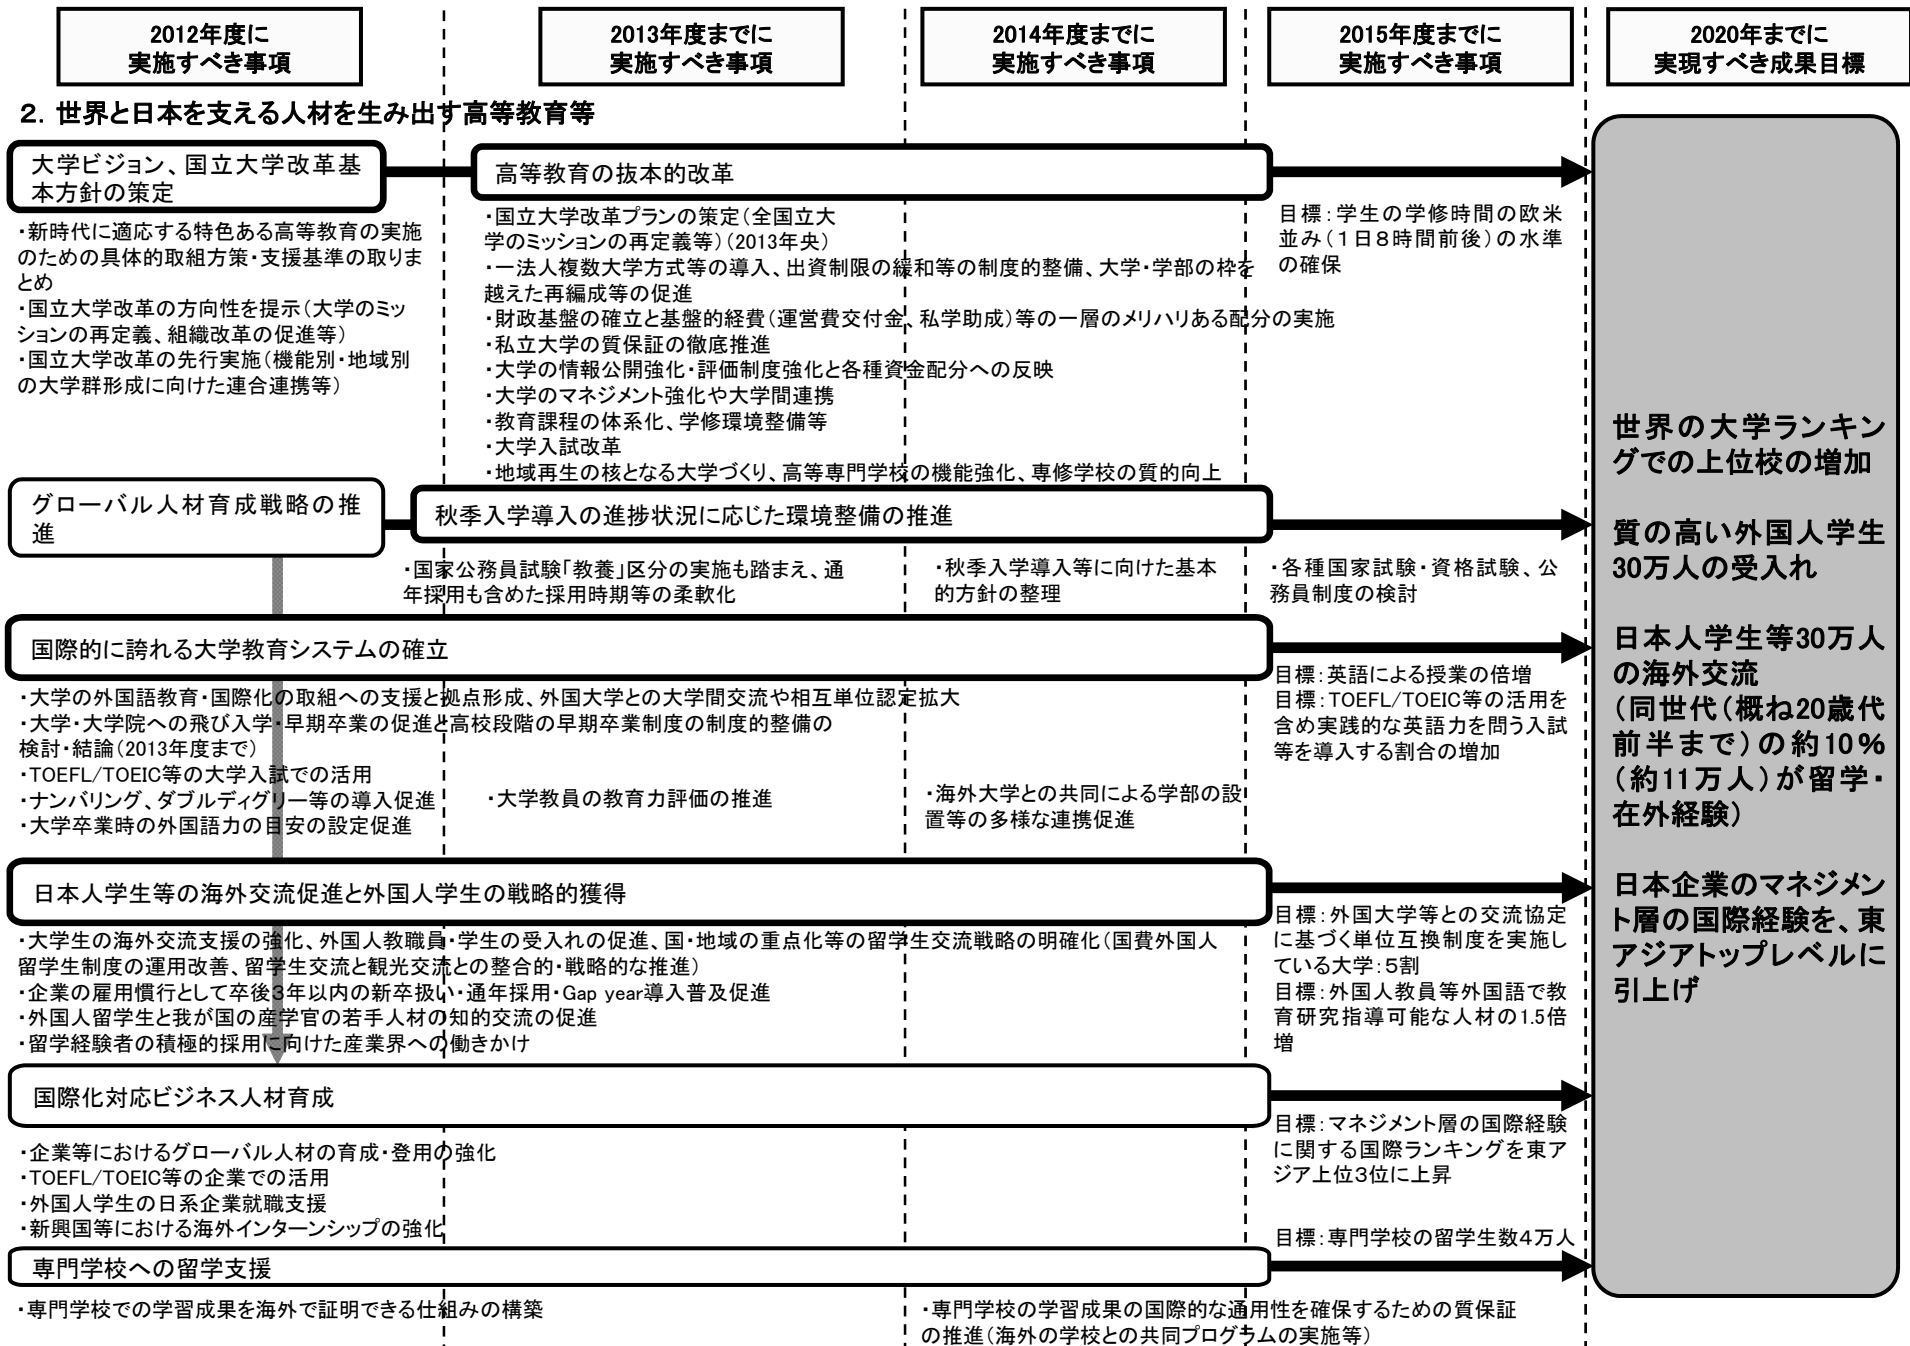 2012年度に
実施すべき事項
2013年度までに
実施すべき事項
2014年度までに
実施すべき事項
2015年度までに
実施すべき事項
2020年までに
実現すべき成果目標
2．世界と日本を支える人材を生み出す高等教育等
大学ビジョン、国立大学改革基
本方針の策定
高等教育の抜本的改革
・新時代に適応する特色ある高等教育の実施
のための具体的取組方策・支援基準の取りま
とめ
・国立大学改革の方向性を提示（大学のミッ
ションの再定義、組織改革の促進等）
・国立大学改革の先行実施（機能別・地域別
の大学群形成に向けた連合連携等）
・国立大学改革プランの策定（全国立大
学のミッションの再定義等）（2013年央）
・一法人複数大学方式等の導入、出資制限の緩和等の制度的整備、大学・学部の枠を
越えた再編成等の促進
・財政基盤の確立と基盤的経費（運営費交付金、私学助成）等の一層のメリハリある配分の実施
・私立大学の質保証の徹底推進
・大学の情報公開強化・評価制度強化と各種資金配分への反映
・大学のマネジメント強化や大学間連携
・教育課程の体系化、学修環境整備等
・大学入試改革
・地域再生の核となる大学づくり、高等専門学校の機能強化、専修学校の質的向上
目標：学生の学修時間の欧米
並み（１日８時間前後）の水準
の確保
グローバル人材育成戦略の推
進
秋季入学導入の進捗状況に応じた環境整備の推進
・国家公務員試験「教養」区分の実施も踏まえ、通
年採用も含めた採用時期等の柔軟化
・秋季入学導入等に向けた基本
的方針の整理
・各種国家試験・資格試験、公
務員制度の検討
国際的に誇れる大学教育システムの確立
・大学の外国語教育・国際化の取組への支援と拠点形成、外国大学との大学間交流や相互単位認定拡大
・大学・大学院への飛び入学・早期卒業の促進と高校段階の早期卒業制度の制度的整備の
検討・結論（2013年度まで）
・TOEFL/TOEIC等の大学入試での活用
・ナンバリング、ダブルディグリー等の導入促進
・大学卒業時の外国語力の目安の設定促進
・大学教員の教育力評価の推進
・海外大学との共同による学部の設
置等の多様な連携促進
目標：英語による授業の倍増
目標：TOEFL/TOEIC等の活用を
含め実践的な英語力を問う入試
等を導入する割合の増加
日本人学生等の海外交流促進と外国人学生の戦略的獲得
・大学生の海外交流支援の強化、外国人教職員・学生の受入れの促進、国・地域の重点化等の留学生交流戦略の明確化（国費外国人
留学生制度の運用改善、留学生交流と観光交流との整合的・戦略的な推進）
・企業の雇用慣行として卒後３年以内の新卒扱い・通年採用・Gap year導入普及促進
・外国人留学生と我が国の産学官の若手人材の知的交流の促進
・留学経験者の積極的採用に向けた産業界への働きかけ
目標：外国大学等との交流協定
に基づく単位互換制度を実施し
ている大学：５割
目標：外国人教員等外国語で教
育研究指導可能な人材の1.5倍
増
国際化対応ビジネス人材育成
・企業等におけるグローバル人材の育成・登用の強化
・TOEFL/TOEIC等の企業での活用
・外国人学生の日系企業就職支援
・新興国等における海外インターンシップの強化
目標：マネジメント層の国際経験
に関する国際ランキングを東ア
ジア上位3位に上昇
専門学校への留学支援
目標：専門学校の留学生数４万人
・専門学校での学習成果を海外で証明できる仕組みの構築
・専門学校の学習成果の国際的な通用性を確保するための質保証
の推進（海外の学校との共同プログラムの実施等）
世界の大学ランキン
グでの上位校の増加
質の高い外国人学生
30万人の受入れ
日本人学生等30万人
の海外交流
（同世代（概ね20歳代
前半まで）の約10％
（約11万人）が留学・
在外経験）
日本企業のマネジメン
ト層の国際経験を、東
アジアトップレベルに
引上げ